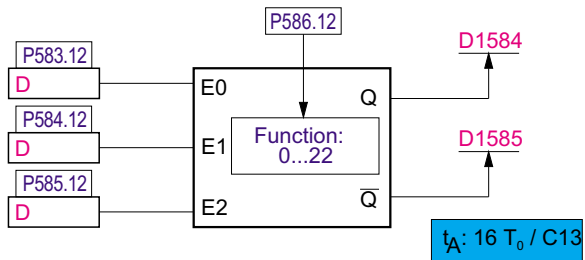 P586.12
D1584
P583.12
D
E0
Q
P584.12
D
E1
Function:
0...22
D1585
P585.12
D
E2
Q̅
tA: 16 T₀ / C13